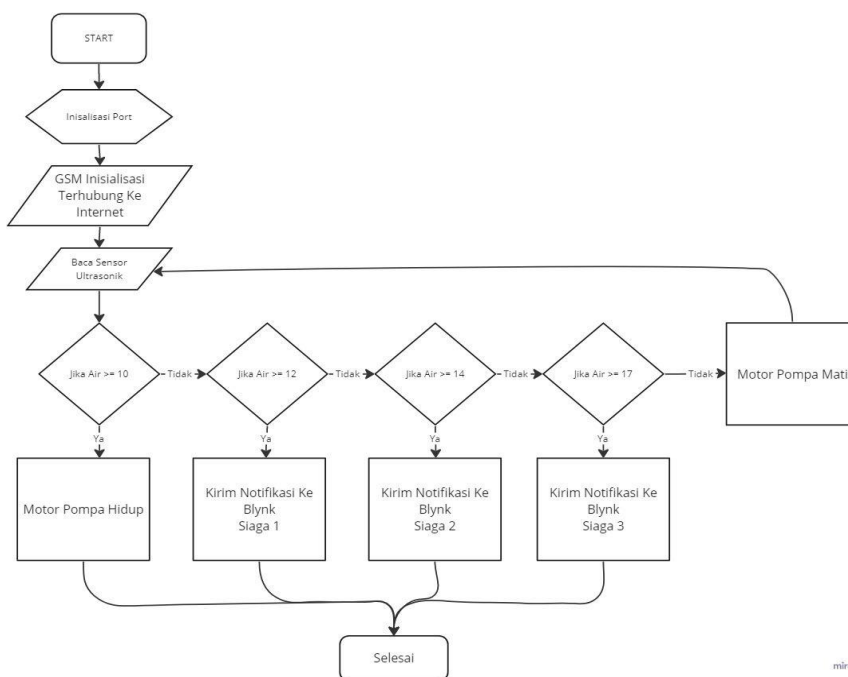 START
Inisalisasi Port
GSM Inisialisasi
Terhubung Ke
Internet
Baca Sensor
Ultrasonik
Jika Air >= 10
Tidak
Jika Air >= 12
Tidak
Jika Air >= 14
Tidak
Jika Air >= 17
Tidak
Motor Pompa Mati
Ya
Ya
Ya
Ya
Motor Pompa Hidup
Kirim Notifikasi Ke
Blynk
Siaga 1
Kirim Notifikasi Ke
Blynk
Siaga 2
Kirim Notifikasi Ke
Blynk
Siaga 3
Selesai